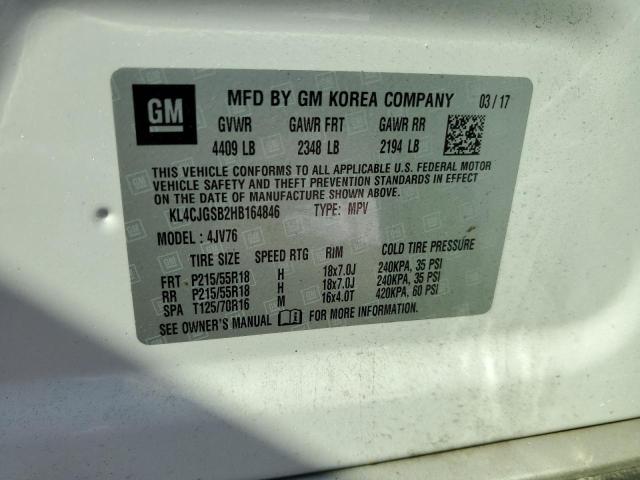 GM MFD BY GM KOREA COMPANY 03/17
GVWR GAWR FRT GAWR RR
4409 LB 2348 LB 2194 LB
THIS VEHICLE CONFORMS TO ALL APPLICABLE U.S. FEDERAL MOTOR
VEHICLE SAFETY AND THEFT PREVENTION STANDARDS IN EFFECT
ON THE DATE OF MANUFACTURE SHOWN ABOVE.
KL4CJGSB2HB164846 TYPE: MPV
MODEL: 4JV76
TIRE SIZE SPEED RTG RIM COLD TIRE PRESSURE
FRT P215/55R18 H 18x7.0J 240KPA, 35 PSI
RR P215/55R18 H 18x7.0J 240KPA, 35 PSI
SPA T125/70R16 M 16x4.0T 420KPA, 60 PSI
SEE OWNER'S MANUAL FOR MORE INFORMATION